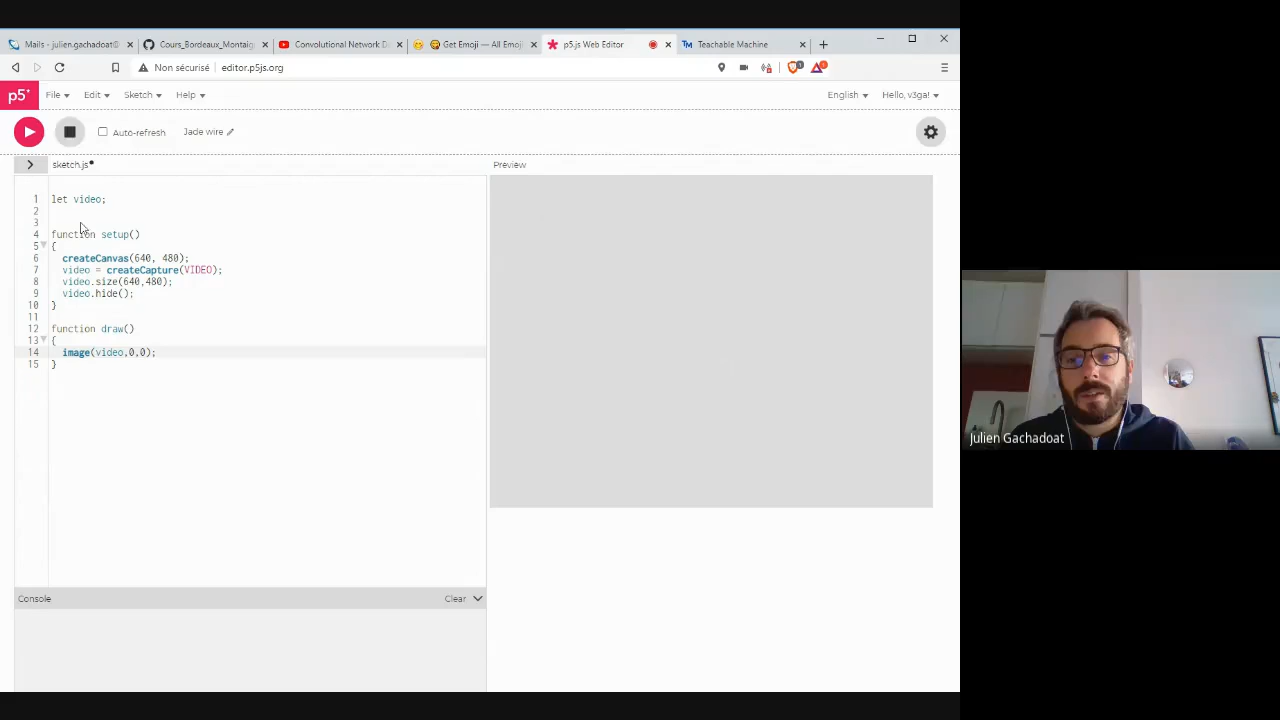 Mails - julien.gachadoat@
Cours_Bordeaux_Montaig
Convolutional Network D
Get Emoji — All Emoji
p5.js Web Editor
Teachable Machine
Non sécurisé
editor.p5js.org
p5*
File
Edit
Sketch
Help
English
Hello, v3ga!
Auto-refresh
Jade wire
sketch.js
Preview
1 let video;
2
3
4 function setup()
5 {
6 createCanvas(640, 480);
7 video = createCapture(VIDEO);
8 video.size(640,480);
9 video.hide();
10 }
11
12 function draw()
13 {
14 image(video,0,0);
15 }
Console
Clear
Julien Gachadoat